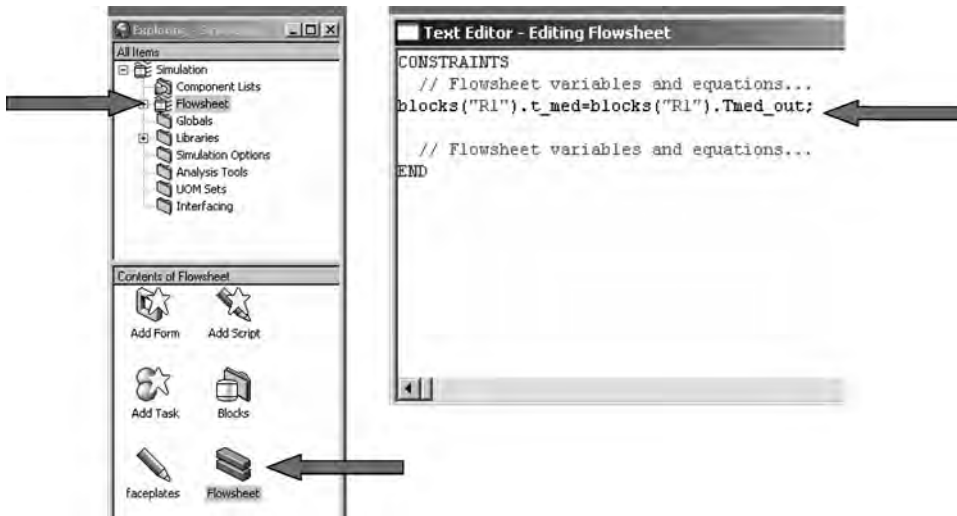 Exploring
All Items
Simulation
Component Lists
Flowsheet
Globals
Libraries
Simulation Options
Analysis Tools
UOM Sets
Interfacing
Contents of Flowsheet
Add Form Add Script
Add Task Blocks
faceplates Flowsheet
Text Editor - Editing Flowsheet
CONSTRAINTS
// Flowsheet variables and equations...
blocks("R1").t_med=blocks("R1").Tmed_out;
// Flowsheet variables and equations...
END